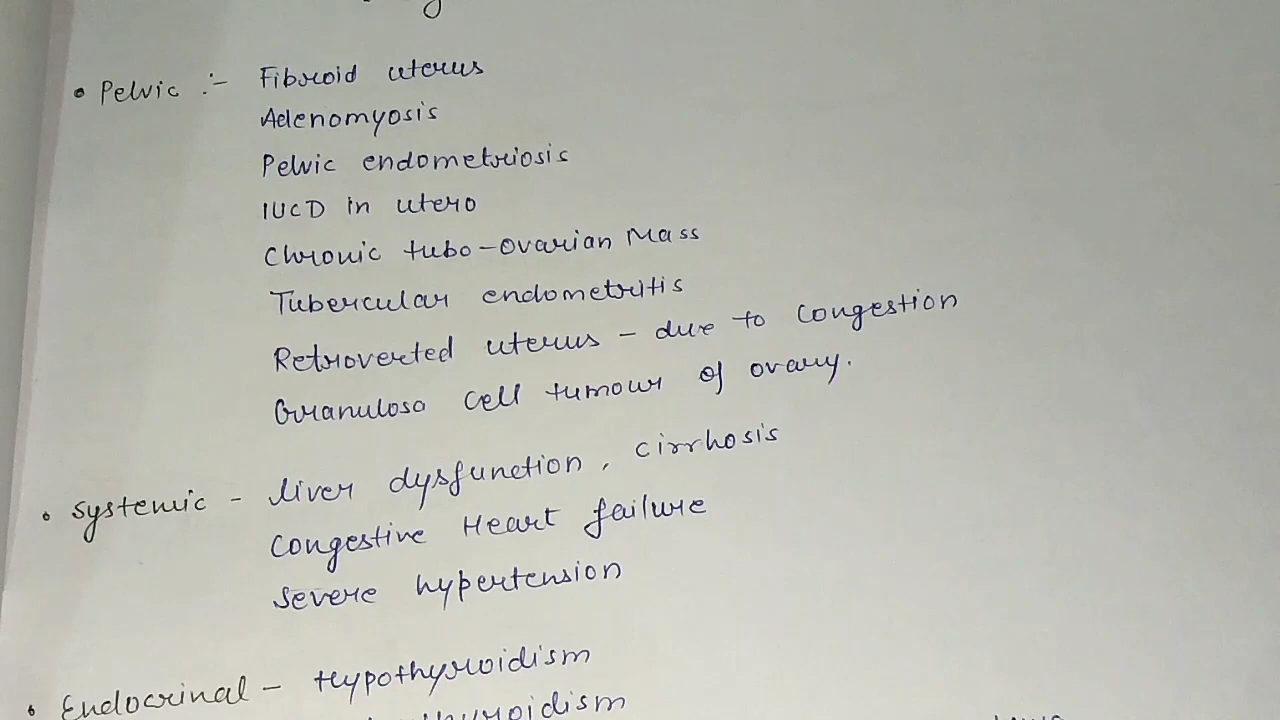 • Pelvic :- Fibroid uterus
Adenomyosis
Pelvic endometriosis
IUCD in utero
Chronic tubo-ovarian Mass
Tubercular endometritis
Retroverted uterus - due to congestion
Granulosa cell tumour of ovary.
• Systemic - liver dysfunction, cirrhosis
Congestive Heart failure
Severe hypertension
• Endocrinal - Hypothyroidism